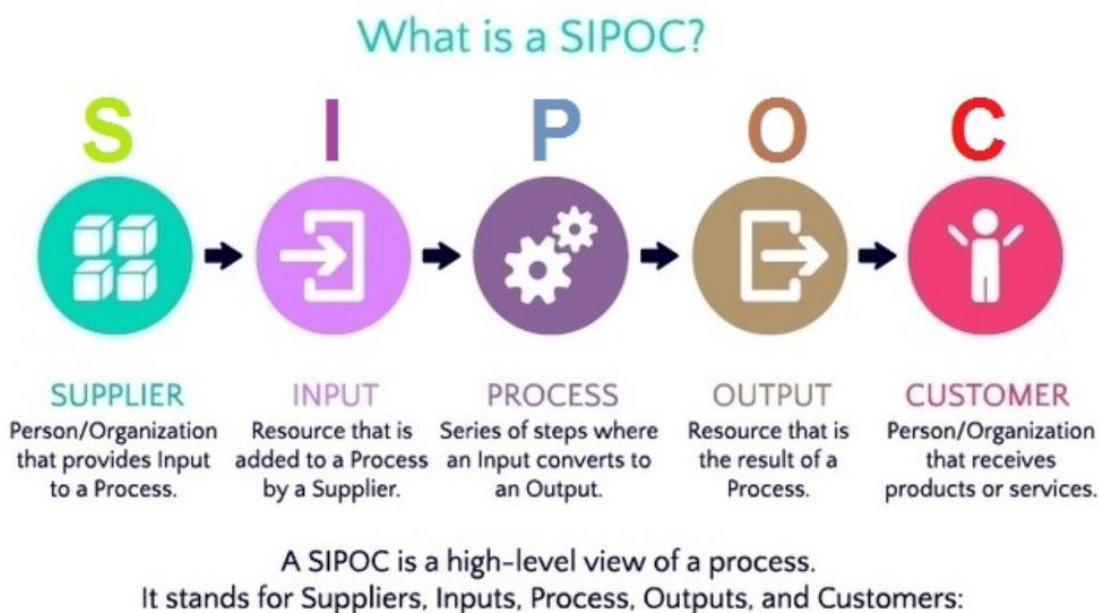 What is a SIPOC?
S I P O C
SUPPLIER
Person/Organization
that provides Input
to a Process.
INPUT
Resource that is
added to a Process
by a Supplier.
PROCESS
Series of steps where
an Input converts to
an Output.
OUTPUT
Resource that is
the result of a
Process.
CUSTOMER
Person/Organization
that receives
products or services.
A SIPOC is a high-level view of a process.
It stands for Suppliers, Inputs, Process, Outputs, and Customers: